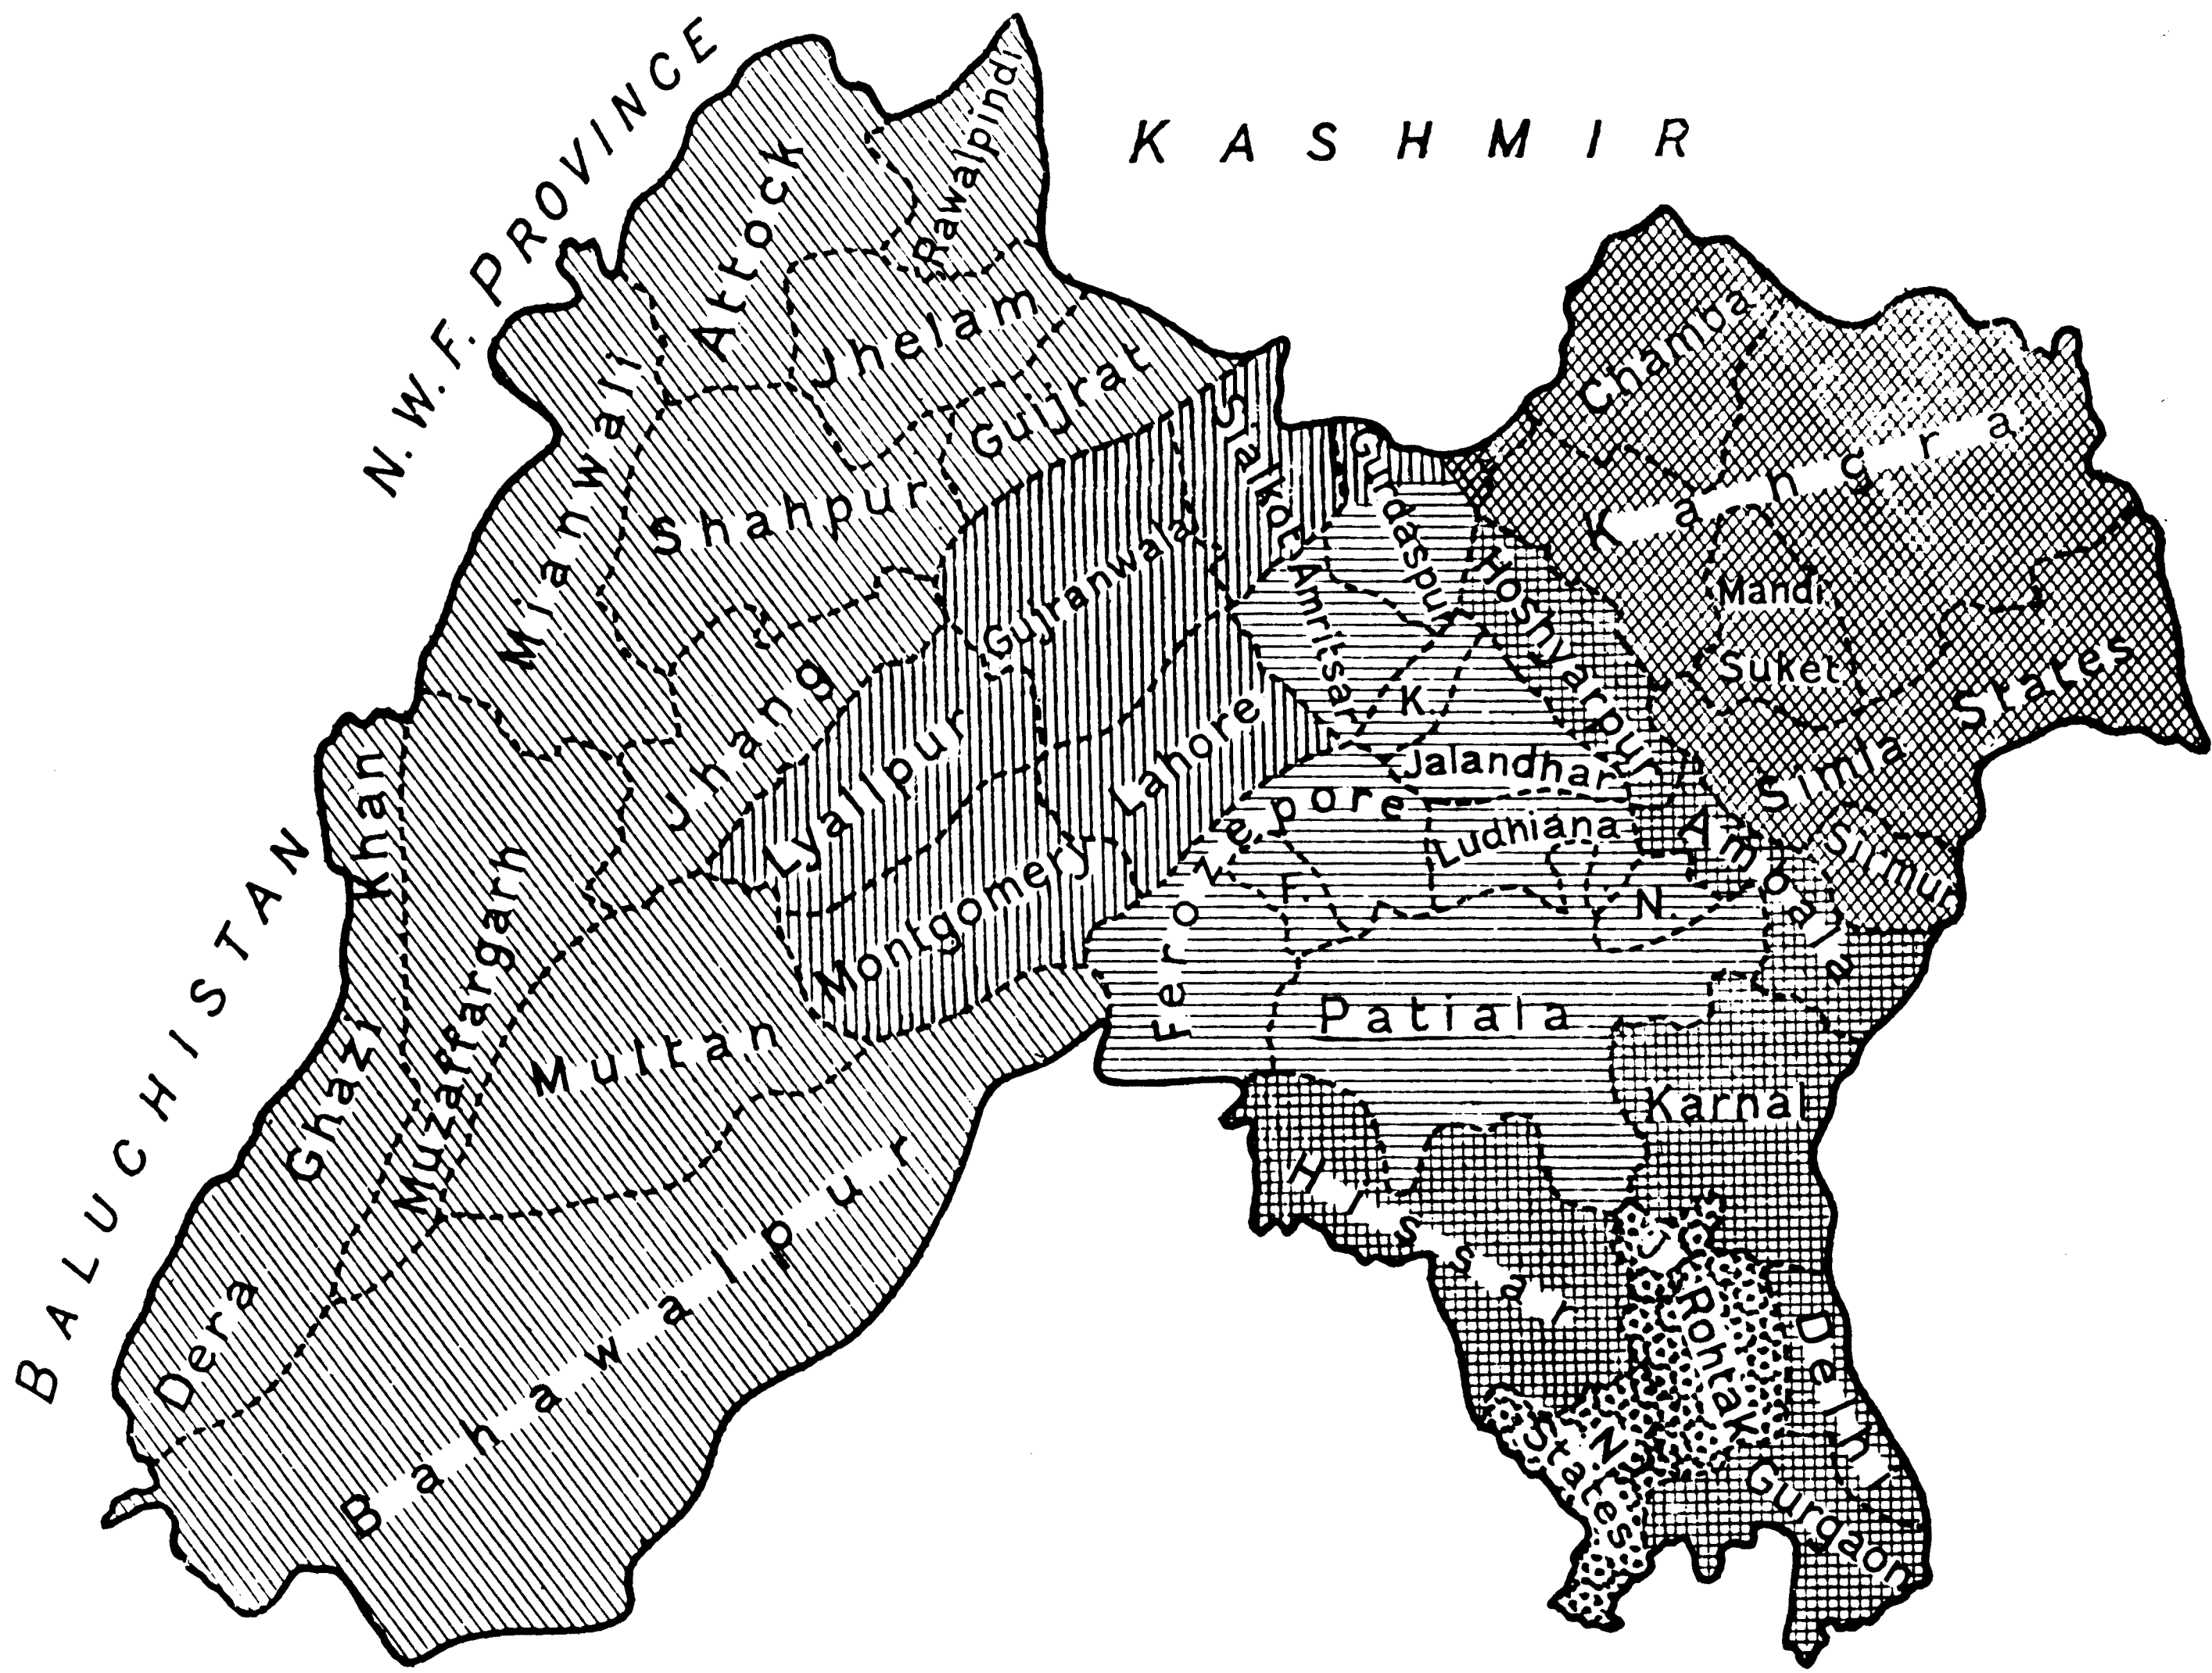 N.W.F. PROVINCE
KASHMIR
BALUCHISTAN
Rawalpindi
Attock
Jhelam
Gujrat
Mianwali
Shahpur
Sialkot
Gurdaspur
Chamba
Kangra
Gujranwala
Amritsar
Hoshyarpur
Mandi
Suket
Jhang
Lyallpur
Lahore
K.
Jalandhar
Simla States
Sirmur
Dera Ghazi Khan
Muzaffargarh
Montgomery
Ferozepore
Ludhiana
Ambala
F.
N.
Multan
Patiala
Karnal
Bahawalpur
Hissar
J.
Rohtak
Delhi
N.
States
Gurgaon